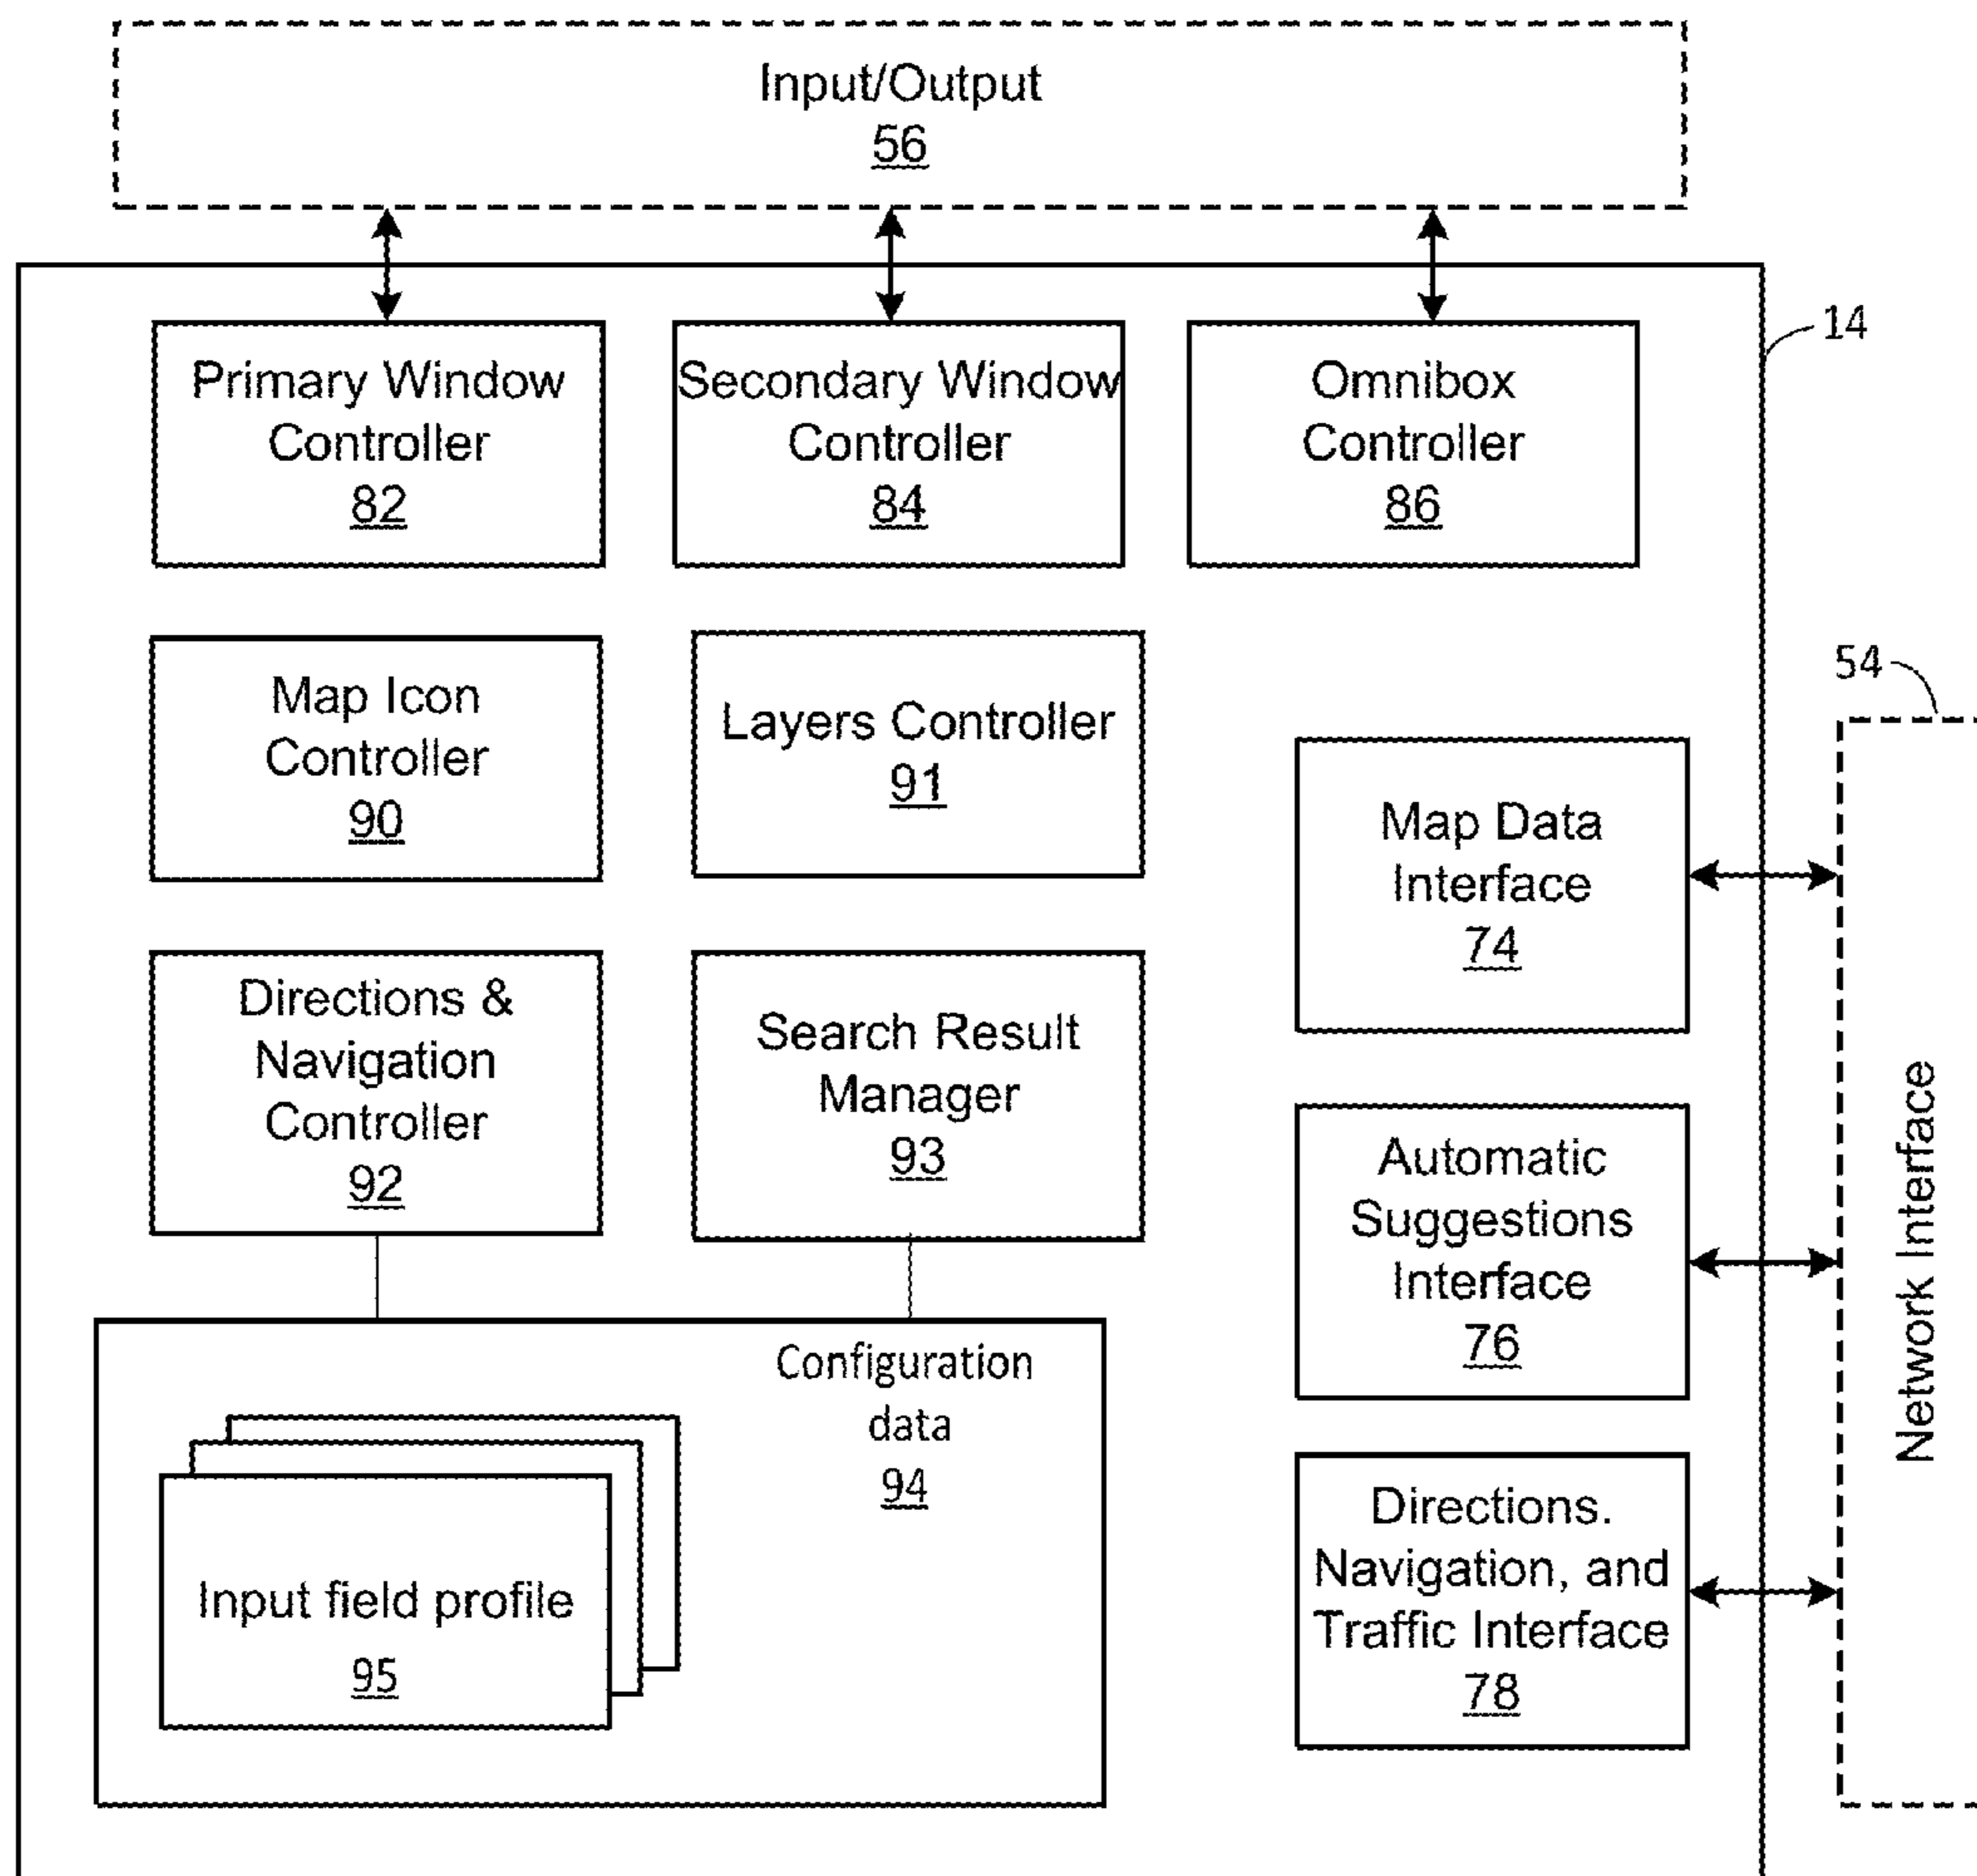 Input/Output
56
14
Primary Window
Controller
82
Secondary Window
Controller
84
Omnibox
Controller
86
54
Map Icon
Controller
90
Layers Controller
91
Map Data
Interface
74
Directions &
Navigation
Controller
92
Search Result
Manager
93
Automatic
Suggestions
Interface
76
Network Interface
Configuration
data
94
Input field profile
95
Directions.
Navigation, and
Traffic Interface
78